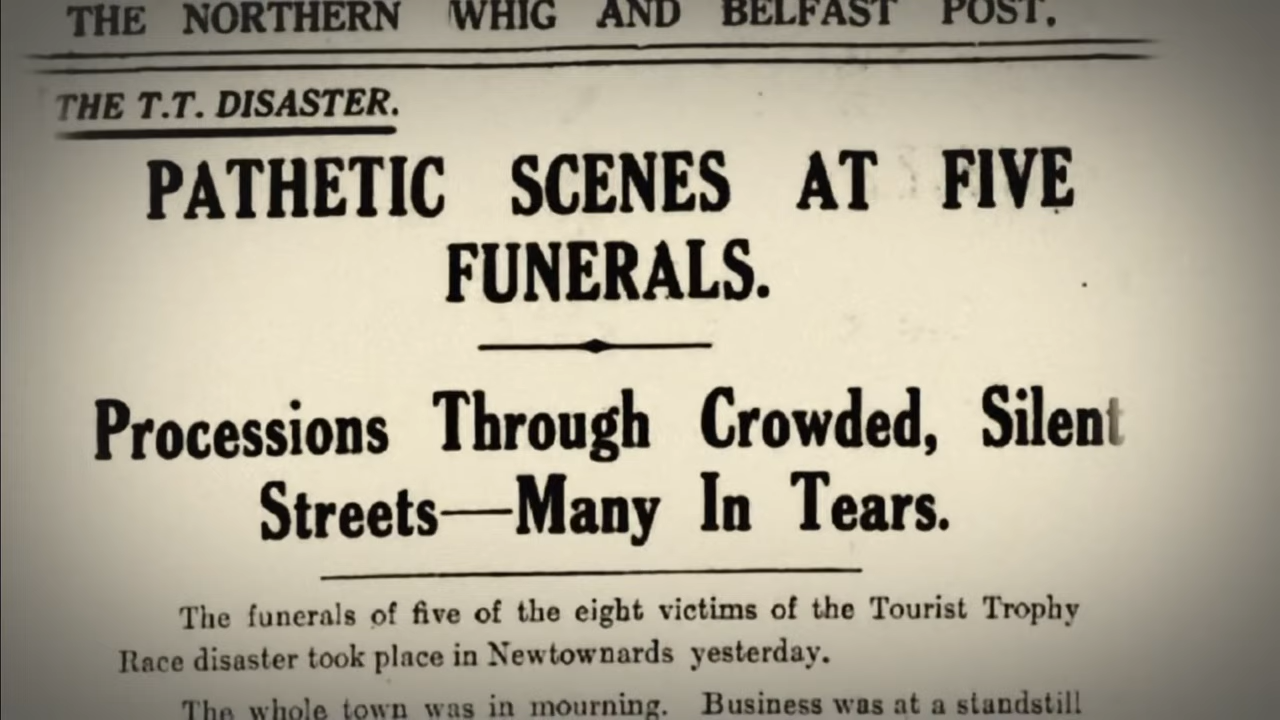 THE NORTHERN WHIG AND BELFAST POST.
THE T.T. DISASTER.
PATHETIC SCENES AT FIVE
FUNERALS.
Processions Through Crowded, Silent
Streets—Many In Tears.
The funerals of five of the eight victims of the Tourist Trophy
Race disaster took place in Newtownards yesterday.
The whole town was in mourning. Business was at a standstill